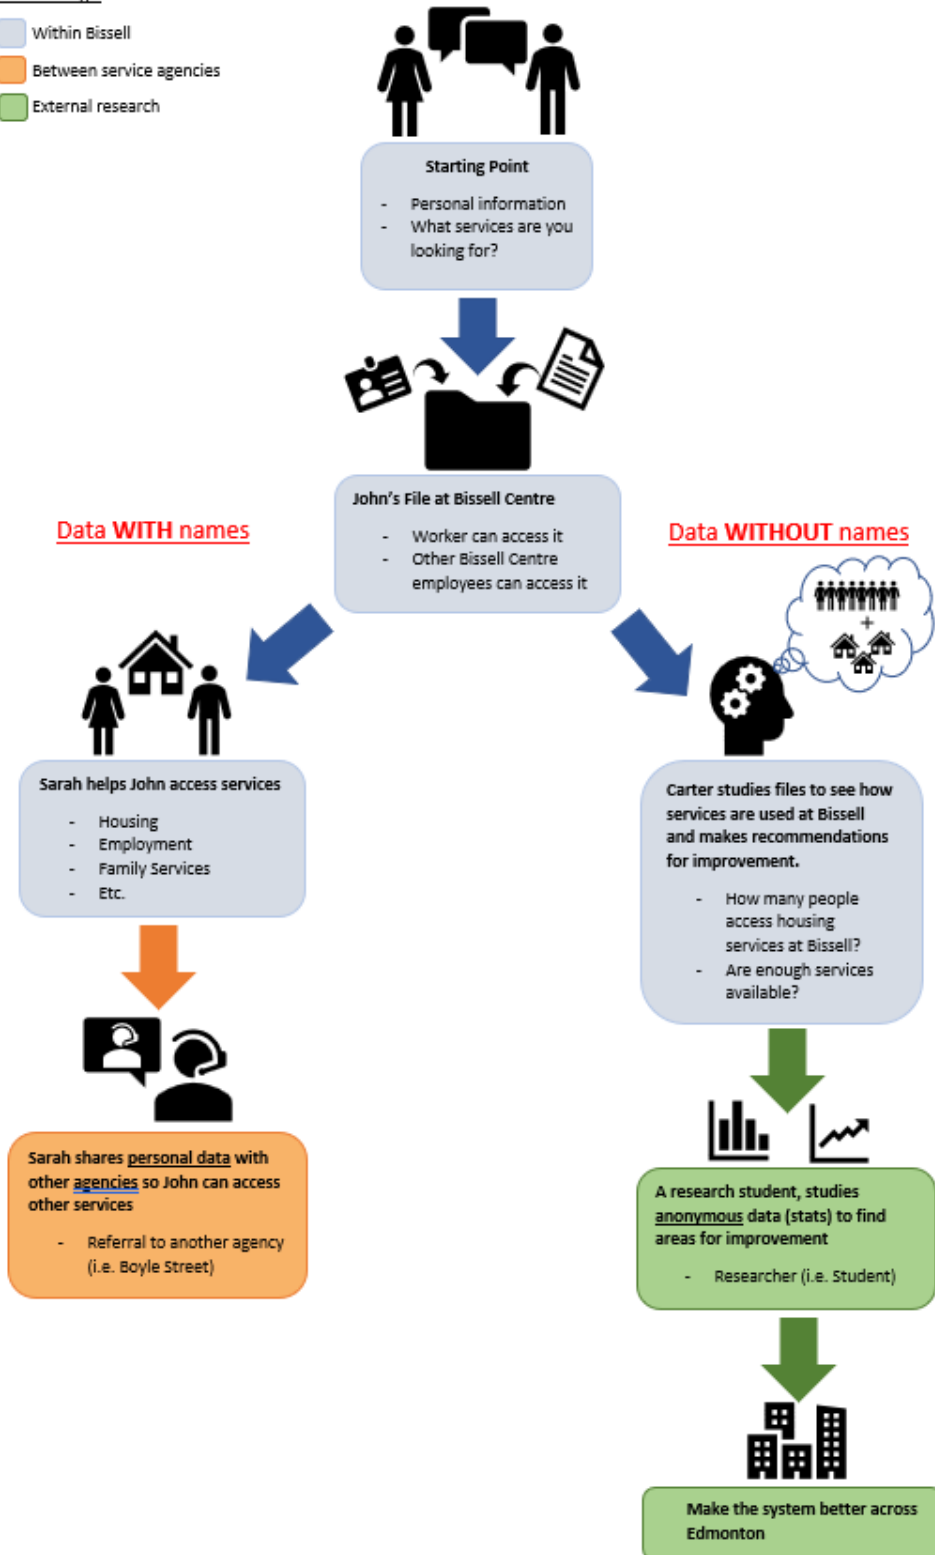 Within Bissell
Between service agencies
External research
Starting Point
- Personal information
- What services are you
looking for?
John's File at Bissell Centre
- Worker can access it
- Other Bissell Centre
employees can access it
Data WITH names
Data WITHOUT names
Sarah helps John access services
- Housing
- Employment
- Family Services
- Etc.
Sarah shares personal data with
other agencies so John can access
other services
- Referral to another agency
(i.e. Boyle Street)
Carter studies files to see how
services are used at Bissell
and makes recommendations
for improvement.
- How many people
access housing
services at Bissell?
- Are enough services
available?
A research student, studies
anonymous data (stats) to find
areas for improvement
- Researcher (i.e. Student)
Make the system better across
Edmonton